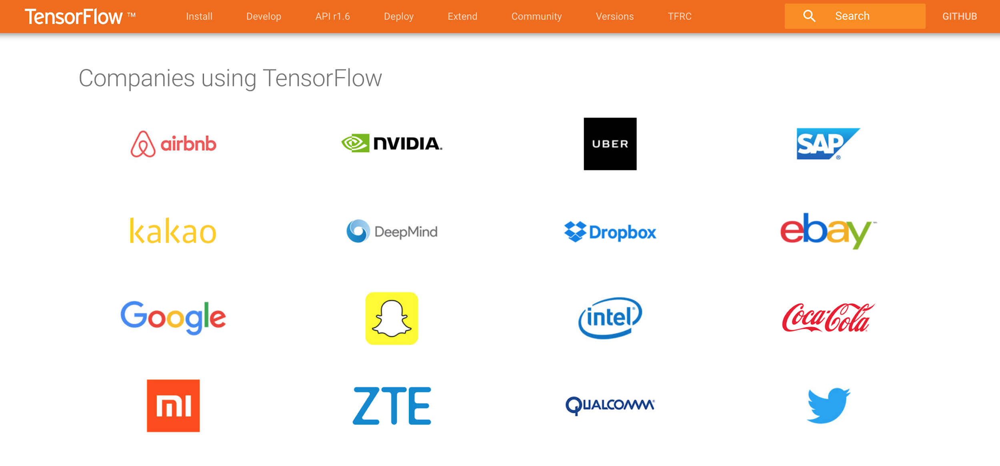 TensorFlow ™ Install Develop API r1.6 Deploy Extend Community Versions TFRC Search GITHUB
Companies using TensorFlow
airbnb NVIDIA. UBER SAP ®
kakao DeepMind Dropbox ebay ™
Google intel ® Coca-Cola ®
mi ZTE QUALCOMM ®